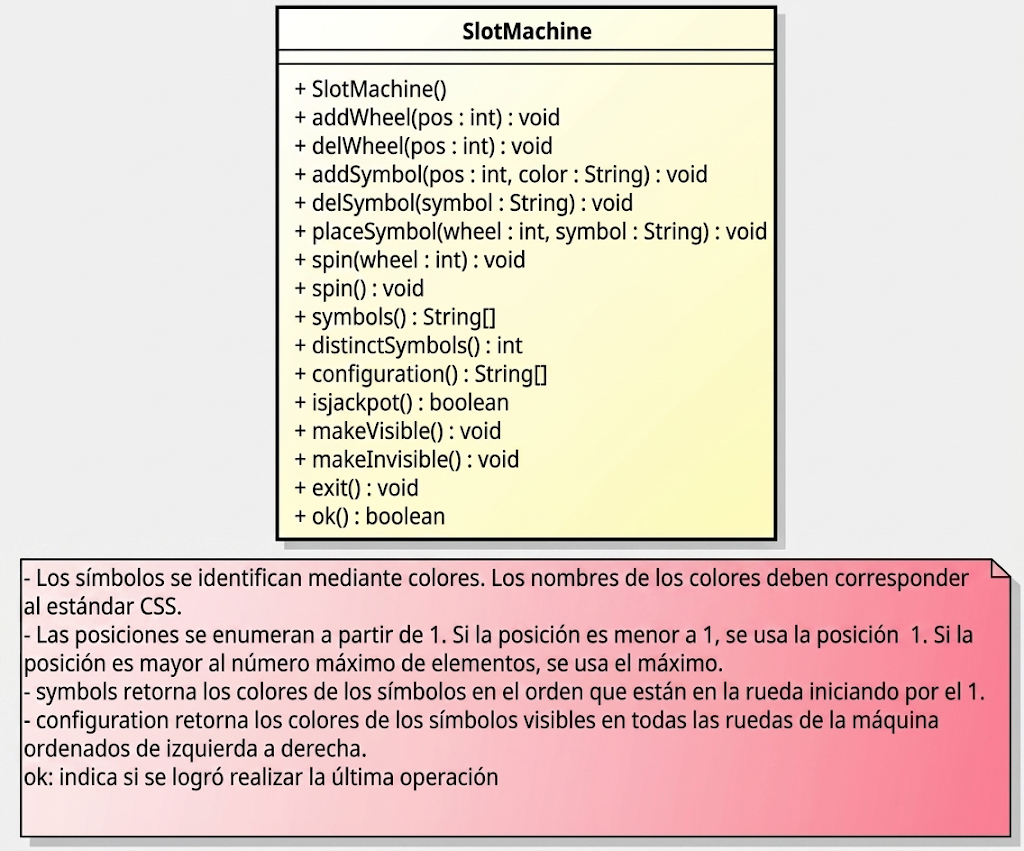 SlotMachine
+ SlotMachine()
+ addWheel(pos : int) : void
+ delWheel(pos : int) : void
+ addSymbol(pos : int, color : String) : void
+ delSymbol(symbol : String) : void
+ placeSymbol(wheel : int, symbol : String) : void
+ spin(wheel : int) : void
+ spin() : void
+ symbols() : String[]
+ distinctSymbols() : int
+ configuration() : String[]
+ isjackpot() : boolean
+ makeVisible() : void
+ makeInvisible() : void
+ exit() : void
+ ok() : boolean
- Los símbolos se identifican mediante colores. Los nombres de los colores deben corresponder
al estándar CSS.
- Las posiciones se enumeran a partir de 1. Si la posición es menor a 1, se usa la posición  1. Si la
posición es mayor al número máximo de elementos, se usa el máximo.
- symbols retorna los colores de los símbolos en el orden que están en la rueda iniciando por el 1.
- configuration retorna los colores de los símbolos visibles en todas las ruedas de la máquina
ordenados de izquierda a derecha.
ok: indica si se logró realizar la última operación